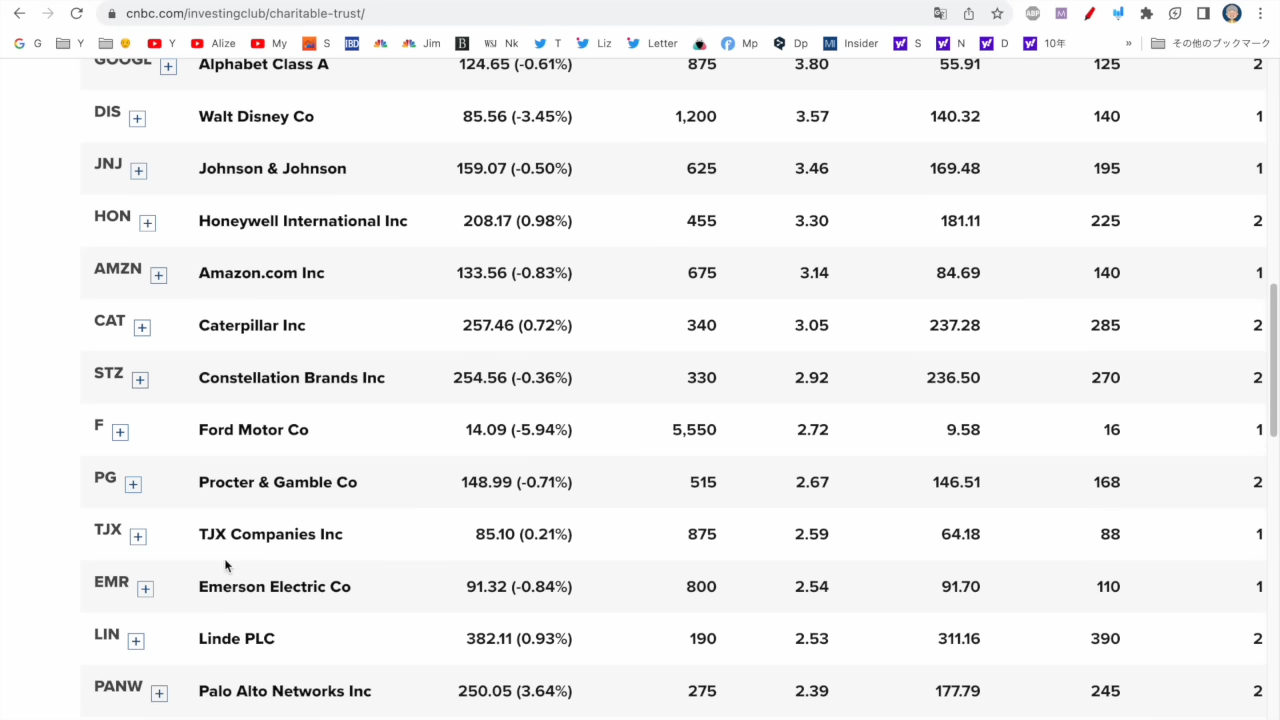 cnbc.com/investingclub/charitable-trust/
G Y Y Alize My S IBD Jim B WSJ Nk T Liz Letter Mp Dp MI Insider S N D 10年 » その他のブックマーク
GOOGL + Alphabet Class A 124.65 (-0.61%) 875 3.80 55.91 125 2
DIS + Walt Disney Co 85.56 (-3.45%) 1,200 3.57 140.32 140 1
JNJ + Johnson & Johnson 159.07 (-0.50%) 625 3.46 169.48 195 1
HON + Honeywell International Inc 208.17 (0.98%) 455 3.30 181.11 225 2
AMZN + Amazon.com Inc 133.56 (-0.83%) 675 3.14 84.69 140 1
CAT + Caterpillar Inc 257.46 (0.72%) 340 3.05 237.28 285 2
STZ + Constellation Brands Inc 254.56 (-0.36%) 330 2.92 236.50 270 2
F + Ford Motor Co 14.09 (-5.94%) 5,550 2.72 9.58 16 1
PG + Procter & Gamble Co 148.99 (-0.71%) 515 2.67 146.51 168 2
TJX + TJX Companies Inc 85.10 (0.21%) 875 2.59 64.18 88 1
EMR + Emerson Electric Co 91.32 (-0.84%) 800 2.54 91.70 110 1
LIN + Linde PLC 382.11 (0.93%) 190 2.53 311.16 390 2
PANW + Palo Alto Networks Inc 250.05 (3.64%) 275 2.39 177.79 245 2